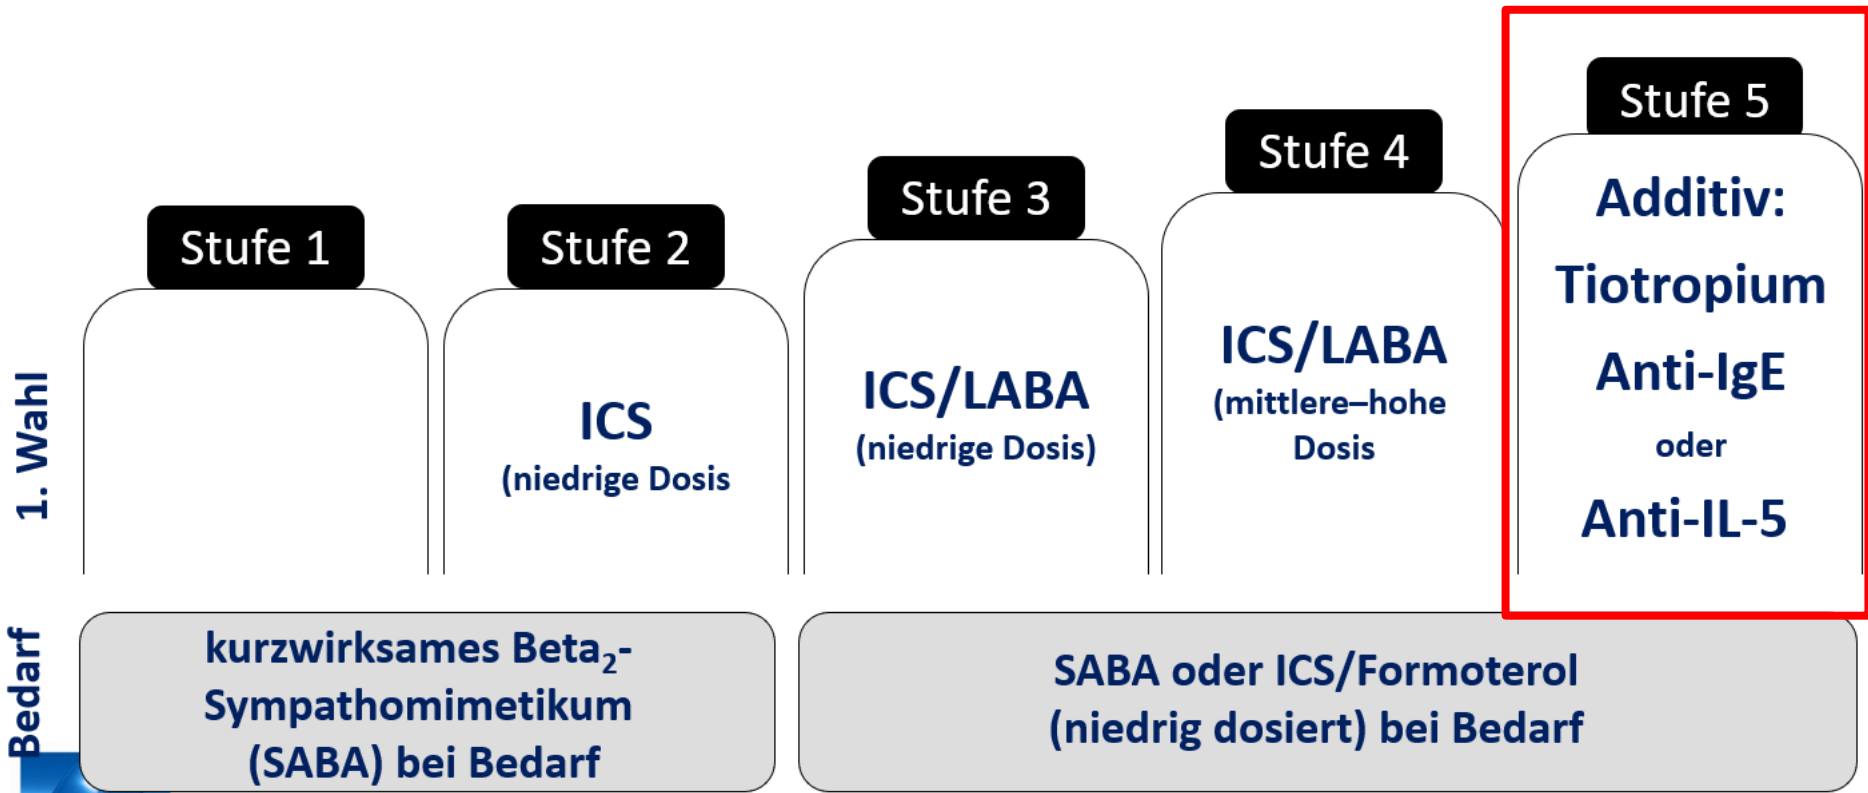 Stufe 1
Stufe 2
ICS
(niedrige Dosis
Stufe 3
ICS/LABA
(niedrige Dosis)
Stufe 4
ICS/LABA
(mittlere–hohe
Dosis
Stufe 5
Additiv:
Tiotropium
Anti-IgE
oder
Anti-IL-5
1. Wahl
Bedarf
kurzwirksames Beta₂-
Sympathomimetikum
(SABA) bei Bedarf
SABA oder ICS/Formoterol
(niedrig dosiert) bei Bedarf